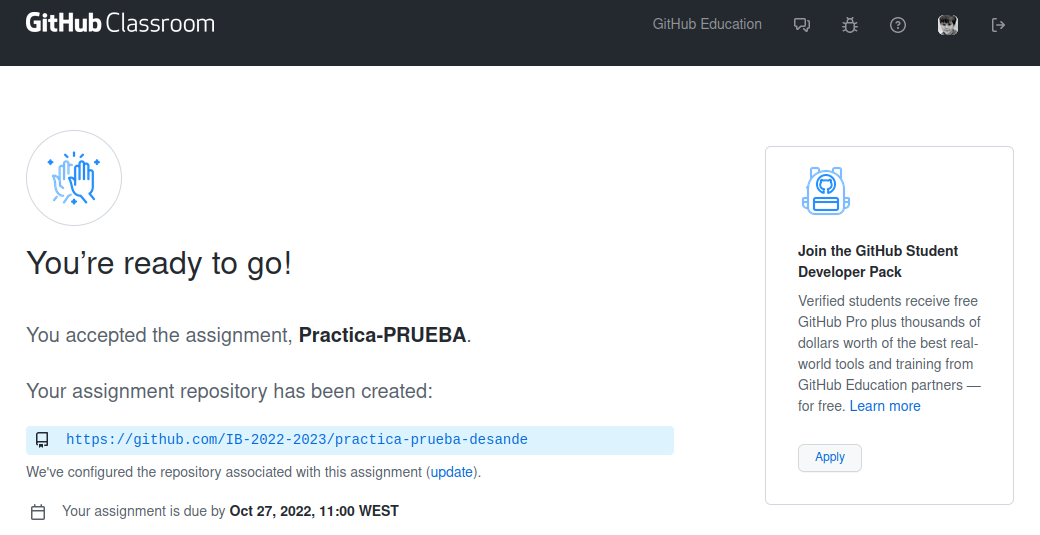 GitHub Classroom
GitHub Education
You’re ready to go!
You accepted the assignment, Practica-PRUEBA.
Your assignment repository has been created:
https://github.com/IB-2022-2023/practica-prueba-desande
We've configured the repository associated with this assignment (update).
Your assignment is due by Oct 27, 2022, 11:00 WEST
Join the GitHub Student
Developer Pack
Verified students receive free
GitHub Pro plus thousands of
dollars worth of the best real-
world tools and training from
GitHub Education partners —
for free. Learn more
Apply